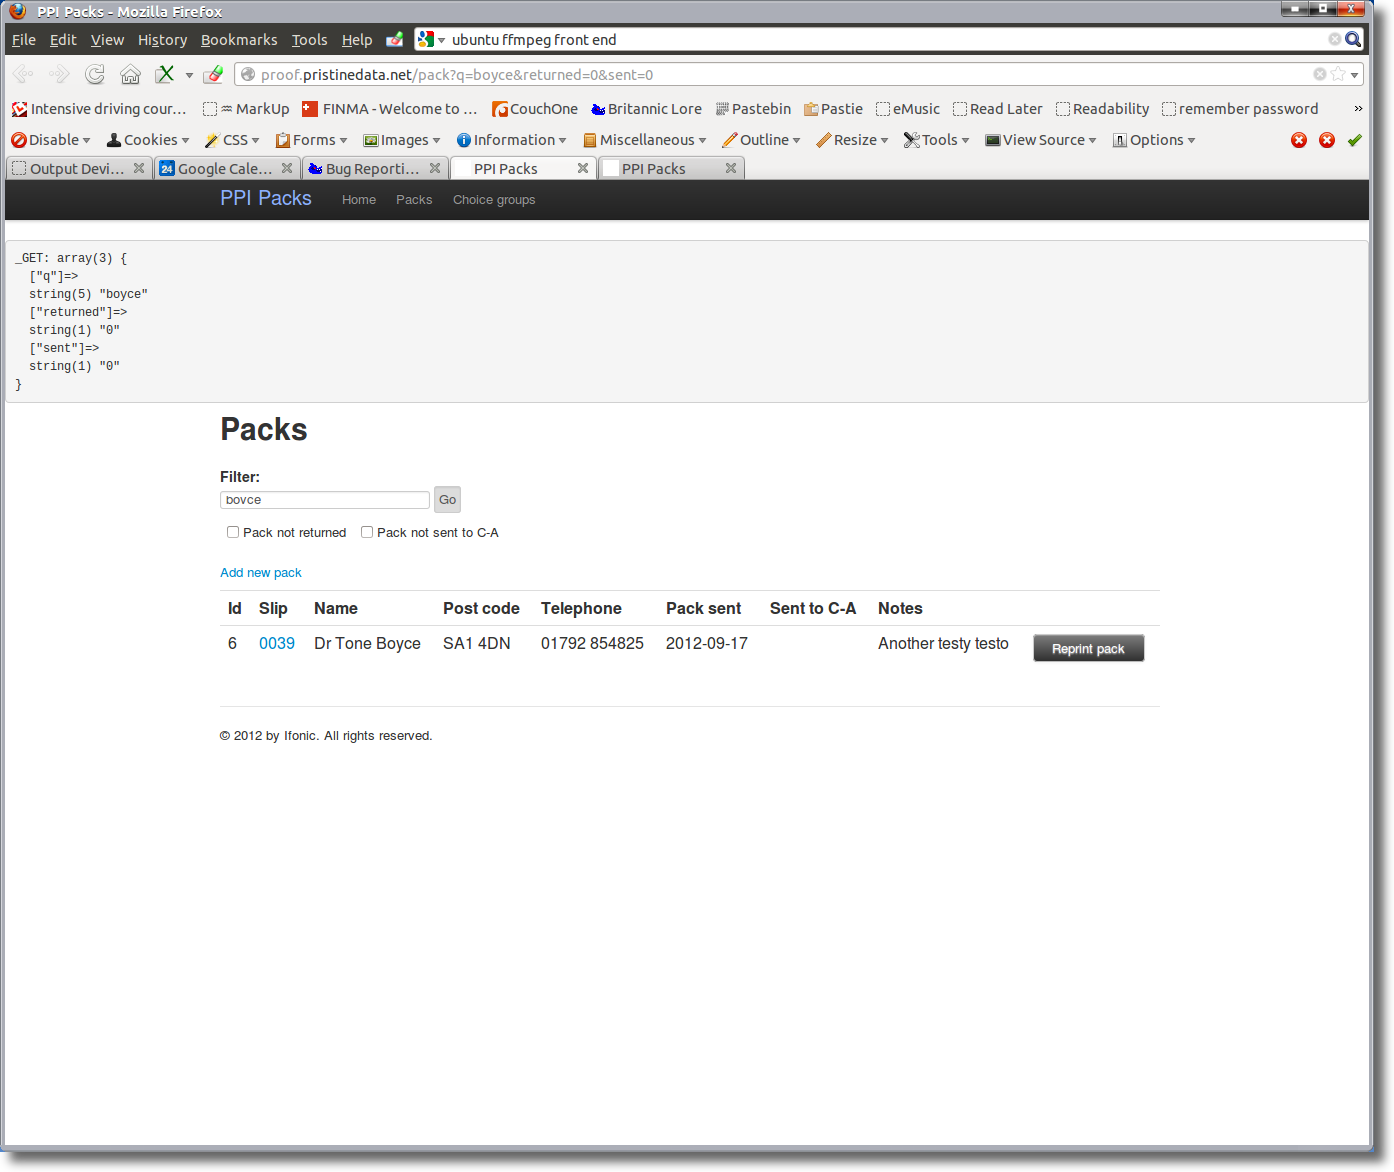 PPI Packs - Mozilla Firefox
File Edit View History Bookmarks Tools Help ubuntu ffmpeg front end
proof.pristinedata.net/pack?q=boyce&returned=0&sent=0
Intensive driving cour... MarkUp FINMA - Welcome to ... CouchOne Britannic Lore Pastebin Pastie eMusic Read Later Readability remember password »
Disable Cookies CSS Forms Images Information Miscellaneous Outline Resize Tools View Source Options
Output Devi... 24 Google Cale... Bug Reporti... PPI Packs PPI Packs
PPI Packs Home Packs Choice groups
_GET: array(3) {
["q"]=>
string(5) "boyce"
["returned"]=>
string(1) "0"
["sent"]=>
string(1) "0"
}
Packs
Filter:
boyce Go
Pack not returned Pack not sent to C-A
Add new pack
Id Slip Name Post code Telephone Pack sent Sent to C-A Notes
6 0039 Dr Tone Boyce SA1 4DN 01792 854825 2012-09-17 Another testy testo Reprint pack
© 2012 by Ifonic. All rights reserved.